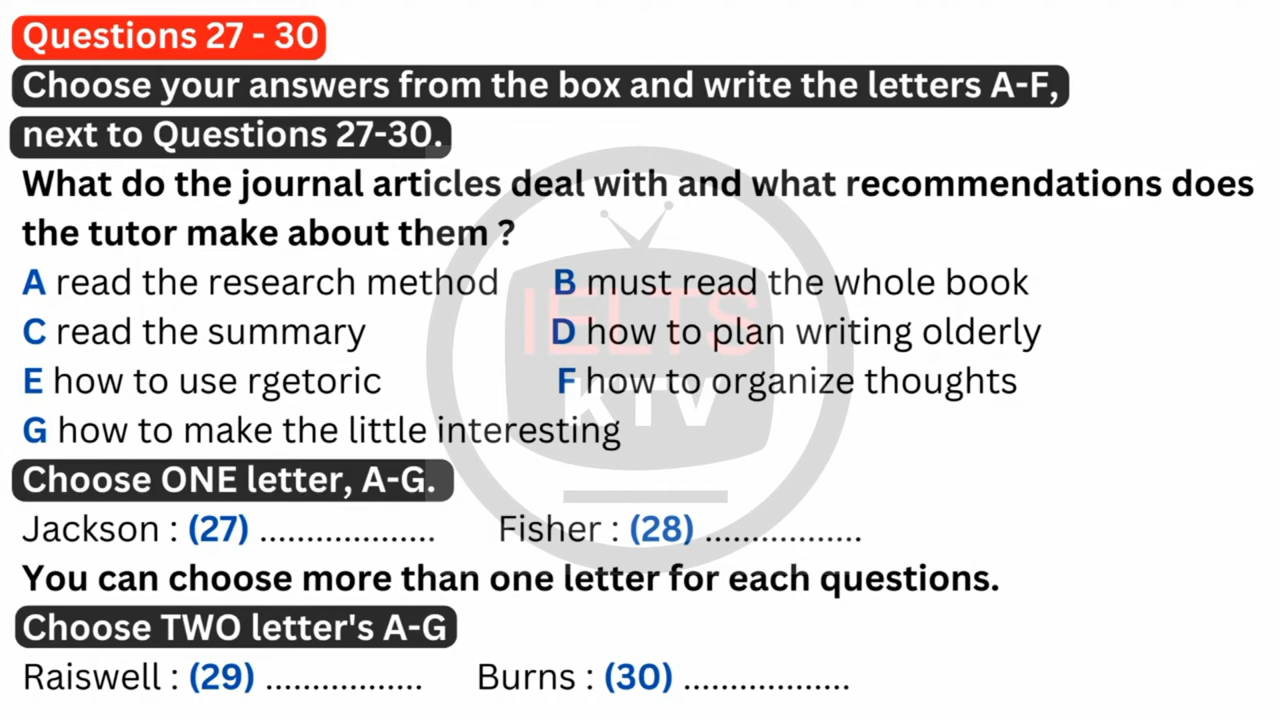 Questions 27 - 30
Choose your answers from the box and write the letters A-F,
next to Questions 27-30.
What do the journal articles deal with and what recommendations does
the tutor make about them ?
A read the research method B must read the whole book
C read the summary D how to plan writing olderly
E how to use rgetoric F how to organize thoughts
G how to make the little interesting
Choose ONE letter, A-G.
Jackson : (27) ................... Fisher : (28) ................
You can choose more than one letter for each questions.
Choose TWO letter's A-G
Raiswell : (29) ................. Burns : (30) ..................
IELTS
KTV